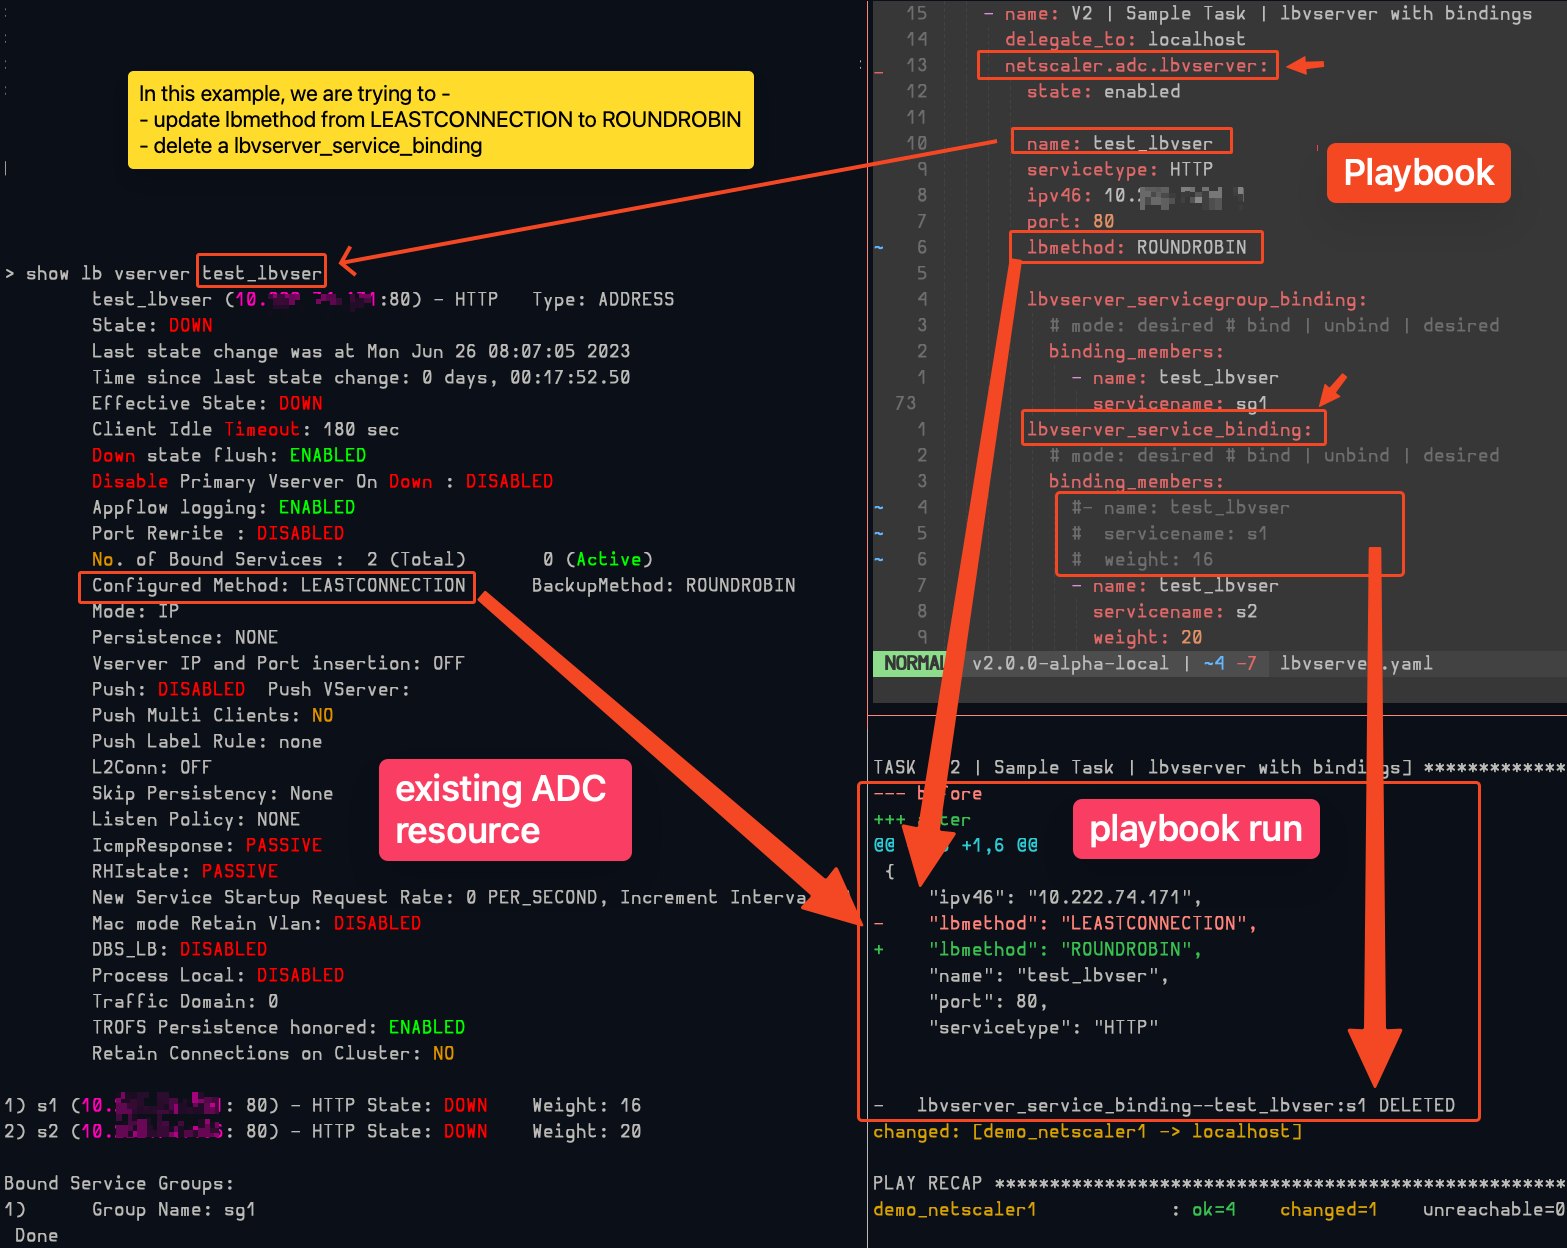 In this example, we are trying to -
- update lbmethod from LEASTCONNECTION to ROUNDROBIN
- delete a lbvserver_service_binding
> show lb vserver test_lbvser
test_lbvser (10. :80) - HTTP Type: ADDRESS
State: DOWN
Last state change was at Mon Jun 26 08:07:05 2023
Time since last state change: 0 days, 00:17:52.50
Effective State: DOWN
Client Idle Timeout: 180 sec
Down state flush: ENABLED
Disable Primary Vserver On Down : DISABLED
Appflow logging: ENABLED
Port Rewrite : DISABLED
No. of Bound Services : 2 (Total) 0 (Active)
Configured Method: LEASTCONNECTION BackupMethod: ROUNDROBIN
Mode: IP
Persistence: NONE
Vserver IP and Port insertion: OFF
Push: DISABLED Push VServer:
Push Multi Clients: NO
Push Label Rule: none
L2Conn: OFF
Skip Persistency: None
Listen Policy: NONE
IcmpResponse: PASSIVE
RHIstate: PASSIVE
New Service Startup Request Rate: 0 PER_SECOND, Increment Interva
Mac mode Retain Vlan: DISABLED
DBS_LB: DISABLED
Process Local: DISABLED
Traffic Domain: 0
TROFS Persistence honored: ENABLED
Retain Connections on Cluster: NO
existing ADC
resource
1) s1 (10. : 80) - HTTP State: DOWN Weight: 16
2) s2 (10. : 80) - HTTP State: DOWN Weight: 20
Bound Service Groups:
1) Group Name: sg1
Done
15 - name: V2 | Sample Task | lbvserver with bindings
14 delegate_to: localhost
_ 13 netscaler.adc.lbvserver:
12 state: enabled
11
10 name: test_lbvser
9 servicetype: HTTP
8 ipv46: 10.
7 port: 80
~ 6 lbmethod: ROUNDROBIN
5
4 lbvserver_servicegroup_binding:
3 # mode: desired # bind | unbind | desired
2 binding_members:
1 - name: test_lbvser
73 servicename: sg1
1 lbvserver_service_binding:
2 # mode: desired # bind | unbind | desired
3 binding_members:
~ 4 #- name: test_lbvser
~ 5 # servicename: s1
~ 6 # weight: 16
7 - name: test_lbvser
8 servicename: s2
9 weight: 20
NORMAL v2.0.0-alpha-local | ~4 -7 lbvserver.yaml
Playbook
TASK [V2 | Sample Task | lbvserver with bindings] *************
--- before
+++ after
@@ +1,6 @@
{
"ipv46": "10.222.74.171",
- "lbmethod": "LEASTCONNECTION",
+ "lbmethod": "ROUNDROBIN",
"name": "test_lbvser",
"port": 80,
"servicetype": "HTTP"
- lbvserver_service_binding--test_lbvser:s1 DELETED
playbook run
changed: [demo_netscaler1 -> localhost]
PLAY RECAP ****************************************************
demo_netscaler1 : ok=4 changed=1 unreachable=0